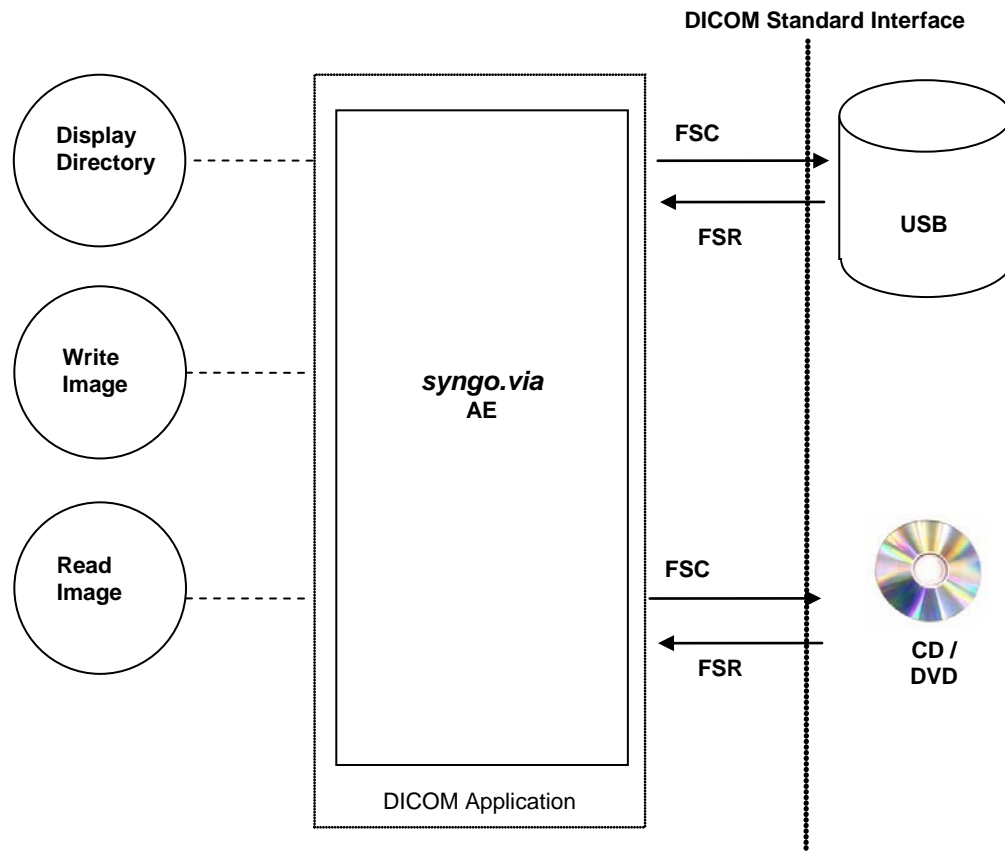 DICOM Standard Interface
Display
Directory
FSC
FSR
USB
Write
Image
syngo.via
AE
Read
Image
FSC
FSR
CD /
DVD
DICOM Application